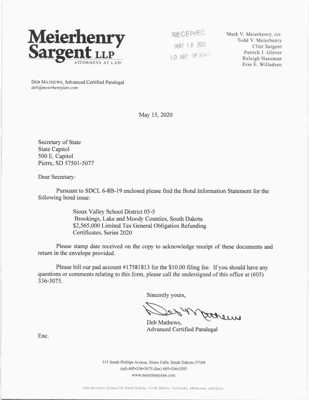 Meierhenry
Sargent LLP
ATTORNEYS AT LAW
RECEIVED
MAY 18 2020
Mark V. Meierhenry,
Todd V. Meierhenry
Clint Sargent
Patrick J. Glover
Raleigh Hansman
Erin E. Willadsen
DEB MATHEWS, Advanced Certified Paralegal
deb@meierhenrylaw.com
May 15, 2020
Secretary of State
State Capitol
500 E. Capitol
Pierre, SD 57501-5077
Dear Secretary:
Pursuant to SDCL 6-8B-19 enclosed please find the Bond Information Statement for the
following bond issue:
Sioux Valley School District 05-5
Brookings, Lake and Moody Counties, South Dakota
$2,565,000 Limited Tax General Obligation Refunding
Certificates, Series 2020
Please stamp date received on the copy to acknowledge receipt of these documents and
return in the envelope provided.
Please bill our pad account #17581813 for the $10.00 filing fee. If you should have any
questions or comments relating to this form, please call the undersigned of this office at (605)
336-3075.
Sincerely yours,
Deb Mathews
Deb Mathews,
Advanced Certified Paralegal
Enc.
315 South Phillips Avenue, Sioux Falls, South Dakota 57104
(tel) 605•336•3075 (fax) 605•336•2593
www.meierhenrylaw.com
with attorneys licensed in South Dakota, North Dakota, Nebraska, Minnesota and Iowa